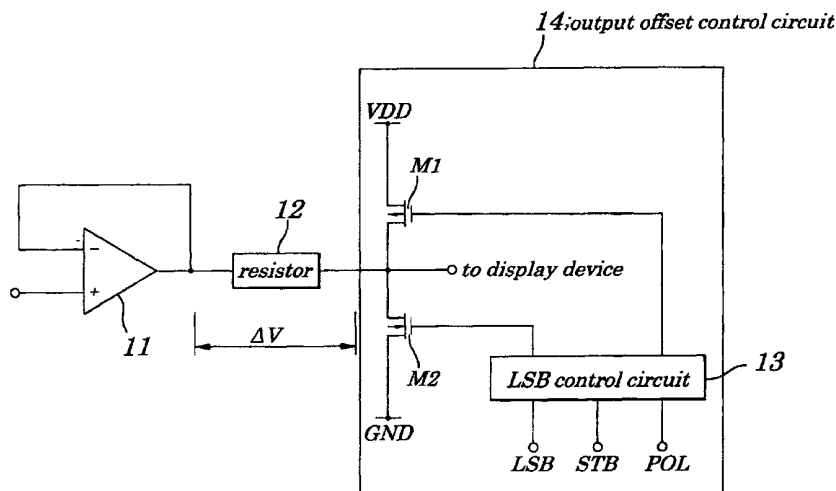 14;output offset control circuit
VDD
M1
12
resistor
to display device
−
+
11
ΔV
M2
13
LSB control circuit
GND
LSB STB POL